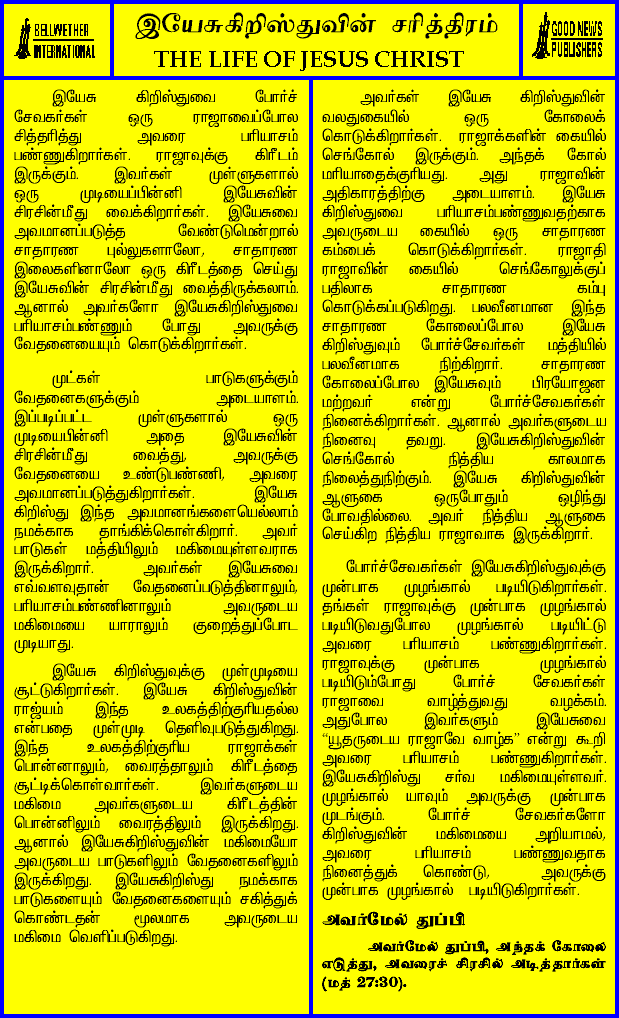 BELLWETHER
INTERNATIONAL
இயேசுகிறிஸ்துவின் சரித்திரம்
THE LIFE OF JESUS CHRIST
GOOD NEWS
PUBLISHERS
இயேசு கிறிஸ்துவை போர்ச்
சேவகர்கள் ஒரு ராஜாவைப்போல
சித்தரித்து அவரை பரியாசம்
பண்ணுகிறார்கள். ராஜாவுக்கு கிரீடம்
இருக்கும். இவர்கள் முள்ளுகளால்
ஒரு முடியைப்பின்னி இயேசுவின்
சிரசின்மீது வைக்கிறார்கள். இயேசுவை
அவமானப்படுத்த வேண்டுமென்றால்
சாதாரண புல்லுகளாலோ, சாதாரண
இலைகளினாலோ ஒரு கிரீடத்தை செய்து
இயேசுவின் சிரசின்மீது வைத்திருக்கலாம்.
ஆனால் அவர்களோ இயேசுகிறிஸ்துவை
பரியாசம்பண்ணும் போது அவருக்கு
வேதனையையும் கொடுக்கிறார்கள்.
முட்கள் பாடுகளுக்கும்
வேதனைகளுக்கும் அடையாளம்.
இப்படிப்பட்ட முள்ளுகளால் ஒரு
முடியைபின்னி அதை இயேசுவின்
சிரசின்மீது வைத்து, அவருக்கு
வேதனையை உண்டுபண்ணி, அவரை
அவமானப்படுத்துகிறார்கள். இயேசு
கிறிஸ்து இந்த அவமானங்களையெல்லாம்
நமக்காக தாங்கிக்கொள்கிறார். அவர்
பாடுகள் மத்தியிலும் மகிமையுள்ளவராக
இருக்கிறார். அவர்கள் இயேசுவை
எவ்வளவுதான் வேதனைப்படுத்தினாலும்,
பரியாசம்பண்ணினாலும் அவருடைய
மகிமையை யாராலும் குறைத்துப்போட
முடியாது.
இயேசு கிறிஸ்துவுக்கு முள்முடியை
சூட்டுகிறார்கள். இயேசு கிறிஸ்துவின்
ராஜ்யம் இந்த உலகத்திற்குரியதல்ல
என்பதை முள்முடி தெளிவுபடுத்துகிறது.
இந்த உலகத்திற்குரிய ராஜாக்கள்
பொன்னாலும், வைரத்தாலும் கிரீடத்தை
சூட்டிக்கொள்வார்கள். இவர்களுடைய
மகிமை அவர்களுடைய கிரீடத்தின்
பொன்னிலும் வைரத்திலும் இருக்கிறது.
ஆனால் இயேசுகிறிஸ்துவின் மகிமையோ
அவருடைய பாடுகளிலும் வேதனைகளிலும்
இருக்கிறது. இயேசுகிறிஸ்து நமக்காக
பாடுகளையும் வேதனைகளையும் சகித்துக்
கொண்டதன் மூலமாக அவருடைய
மகிமை வெளிப்படுகிறது.
அவர்கள் இயேசு கிறிஸ்துவின்
வலதுகையில் ஒரு கோலைக்
கொடுக்கிறார்கள். ராஜாக்களின் கையில்
செங்கோல் இருக்கும். அந்தக் கோல்
மரியாதைக்குரியது. அது ராஜாவின்
அதிகாரத்திற்கு அடையாளம். இயேசு
கிறிஸ்துவை பரியாசம்பண்ணுவதற்காக
அவருடைய கையில் ஒரு சாதாரண
கம்பைக் கொடுக்கிறார்கள். ராஜாதி
ராஜாவின் கையில் செங்கோலுக்குப்
பதிலாக சாதாரண கம்பு
கொடுக்கப்படுகிறது. பலவீனமான இந்த
சாதாரண கோலைப்போல இயேசு
கிறிஸ்துவும் போர்ச்சேவர்கள் மத்தியில்
பலவீனமாக நிற்கிறார். சாதாரண
கோலைப்போல இயேசுவும் பிரயோஜன
மற்றவர் என்று போர்ச்சேவகர்கள்
நினைக்கிறார்கள். ஆனால் அவர்களுடைய
நினைவு தவறு. இயேசுகிறிஸ்துவின்
செங்கோல் நித்திய காலமாக
நிலைத்துநிற்கும். இயேசு கிறிஸ்துவின்
ஆளுகை ஒருபோதும் ஒழிந்து
போவதில்லை. அவர் நித்திய ஆளுகை
செய்கிற நித்திய ராஜாவாக இருக்கிறார்.
போர்ச்சேவகர்கள் இயேசுகிறிஸ்துவுக்கு
முன்பாக முழங்கால் படியிடுகிறார்கள்.
தங்கள் ராஜாவுக்கு முன்பாக முழங்கால்
படியிடுவதுபோல முழங்கால் படியிட்டு
அவரை பரியாசம் பண்ணுகிறார்கள்.
ராஜாவுக்கு முன்பாக முழங்கால்
படியிடும்போது போர்ச் சேவகர்கள்
ராஜாவை வாழ்த்துவது வழக்கம்.
அதுபோல இவர்களும் இயேசுவை
“யூதருடைய ராஜாவே வாழ்க” என்று கூறி
அவரை பரியாசம் பண்ணுகிறார்கள்.
இயேசுகிறிஸ்து சர்வ மகிமையுள்ளவர்.
முழங்கால் யாவும் அவருக்கு முன்பாக
முடங்கும். போர்ச் சேவகர்களோ
கிறிஸ்துவின் மகிமையை அறியாமல்,
அவரை பரியாசம் பண்ணுவதாக
நினைத்துக் கொண்டு, அவருக்கு
முன்பாக முழங்கால் படியிடுகிறார்கள்.
அவர்மேல் துப்பி
அவர்மேல் துப்பி, அந்தக் கோலை
எடுத்து, அவரைச் சிரசில் அடித்தார்கள்
(மத் 27:30).